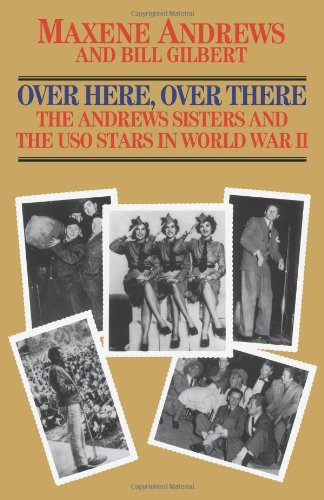 MAXENE ANDREWS
AND BILL GILBERT
OVER HERE, OVER THERE
THE ANDREWS SISTERS AND
THE USO STARS IN WORLD WAR II